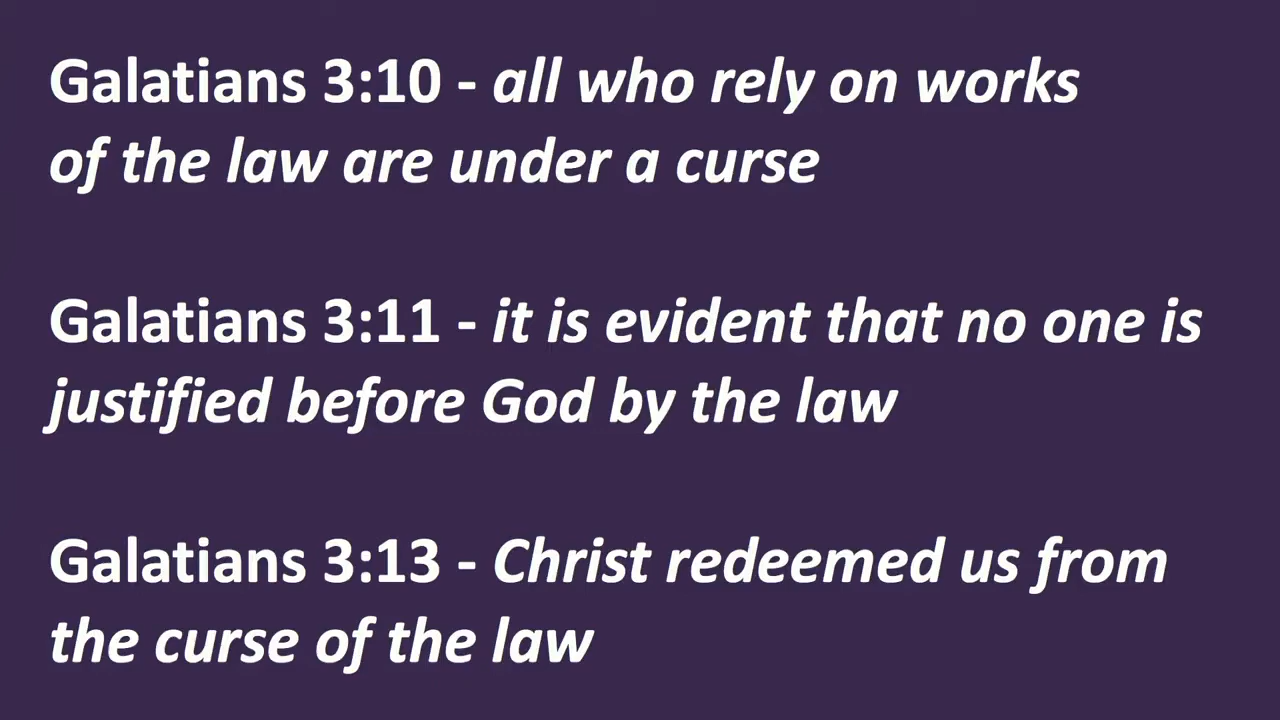 Galatians 3:10 - all who rely on works
of the law are under a curse
Galatians 3:11 - it is evident that no one is
justified before God by the law
Galatians 3:13 - Christ redeemed us from
the curse of the law